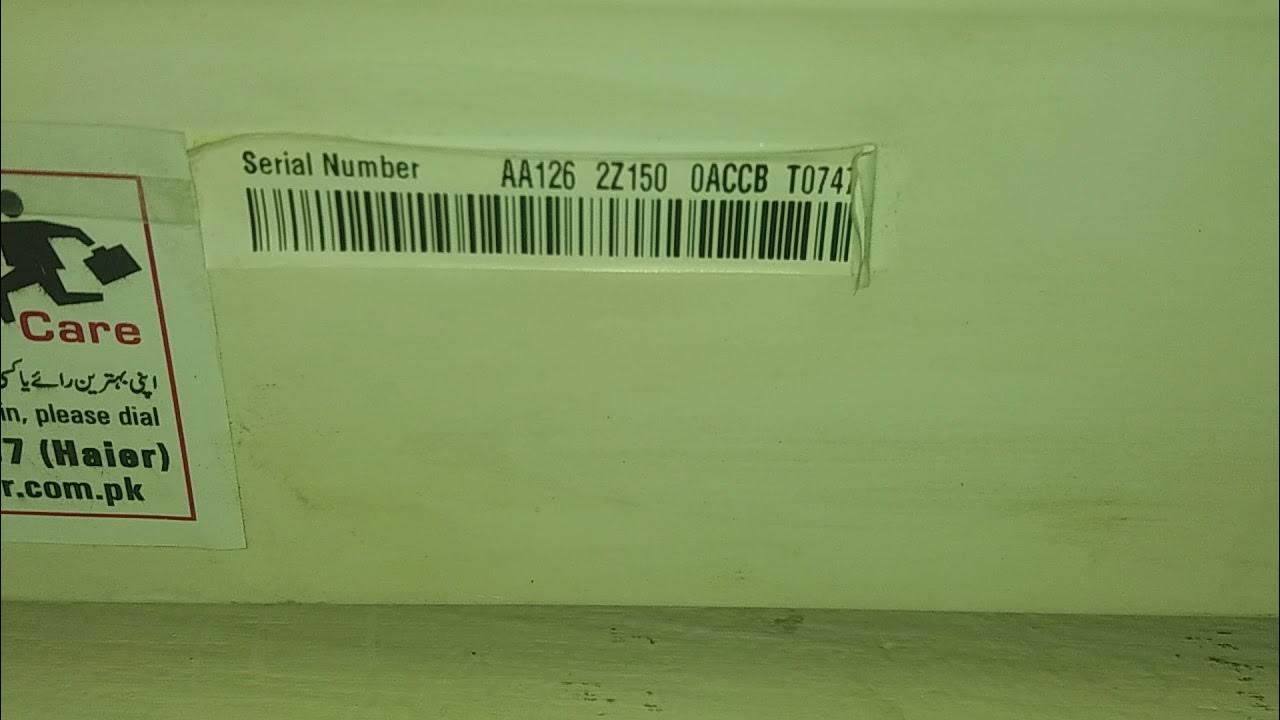 Serial Number AA126 2Z150 0ACCB T074
Care
اپنی بہترین رائے یا
in, please dial
7 (Haier)
r.com.pk